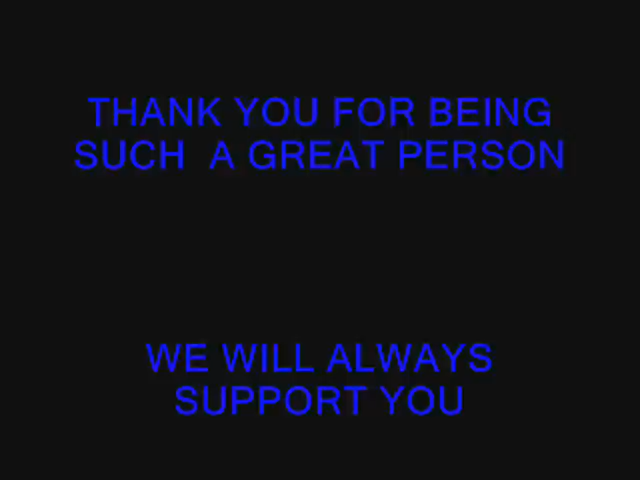 THANK YOU FOR BEING
SUCH  A GREAT PERSON
WE WILL ALWAYS
SUPPORT YOU